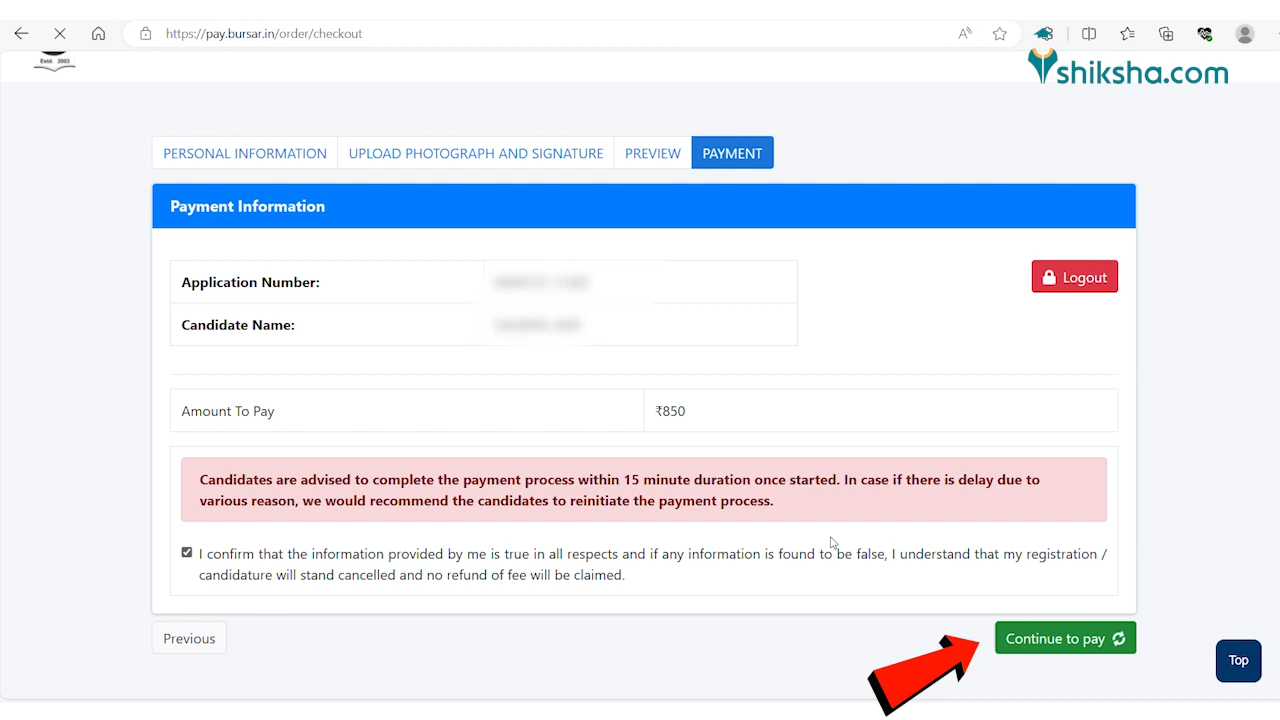 https://pay.bursar.in/order/checkout
Estd. 2003
shiksha.com
PERSONAL INFORMATION UPLOAD PHOTOGRAPH AND SIGNATURE PREVIEW PAYMENT
Payment Information
Application Number:
Logout
Candidate Name:
Amount To Pay ₹850
Candidates are advised to complete the payment process within 15 minute duration once started. In case if there is delay due to
various reason, we would recommend the candidates to reinitiate the payment process.
I confirm that the information provided by me is true in all respects and if any information is found to be false, I understand that my registration /
candidature will stand cancelled and no refund of fee will be claimed.
Previous Continue to pay
Top